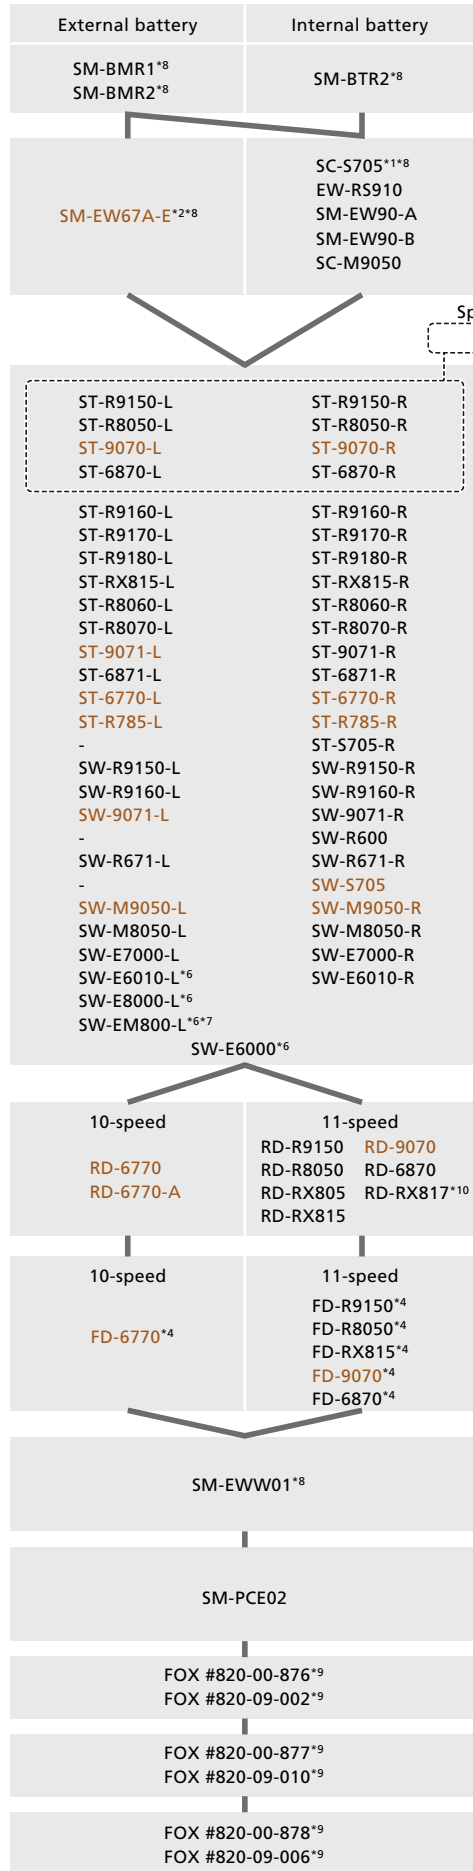 External battery Internal battery
SM-BMR1*8
SM-BMR2*8
SM-BTR2*8
SM-EW67A-E*2*8
SC-S705*1*8
EW-RS910
SM-EW90-A
SM-EW90-B
SC-M9050
Sp
ST-R9150-L ST-R9150-R
ST-R8050-L ST-R8050-R
ST-9070-L ST-9070-R
ST-6870-L ST-6870-R
ST-R9160-L ST-R9160-R
ST-R9170-L ST-R9170-R
ST-R9180-L ST-R9180-R
ST-RX815-L ST-RX815-R
ST-R8060-L ST-R8060-R
ST-R8070-L ST-R8070-R
ST-9071-L ST-9071-R
ST-6871-L ST-6871-R
ST-6770-L ST-6770-R
ST-R785-L ST-R785-R
- ST-S705-R
SW-R9150-L SW-R9150-R
SW-R9160-L SW-R9160-R
SW-9071-L SW-9071-R
- SW-R600
SW-R671-L SW-R671-R
- SW-S705
SW-M9050-L SW-M9050-R
SW-M8050-L SW-M8050-R
SW-E7000-L SW-E7000-R
SW-E6010-L*6 SW-E6010-R
SW-E8000-L*6
SW-EM800-L*6*7
SW-E6000*6
10-speed
RD-6770
RD-6770-A
11-speed
RD-R9150 RD-9070
RD-R8050 RD-6870
RD-RX805 RD-RX817*10
RD-RX815
10-speed
FD-6770*4
11-speed
FD-R9150*4
FD-R8050*4
FD-RX815*4
FD-9070*4
FD-6870*4
SM-EWW01*8
SM-PCE02
FOX #820-00-876*9
FOX #820-09-002*9
FOX #820-00-877*9
FOX #820-09-010*9
FOX #820-00-878*9
FOX #820-09-006*9